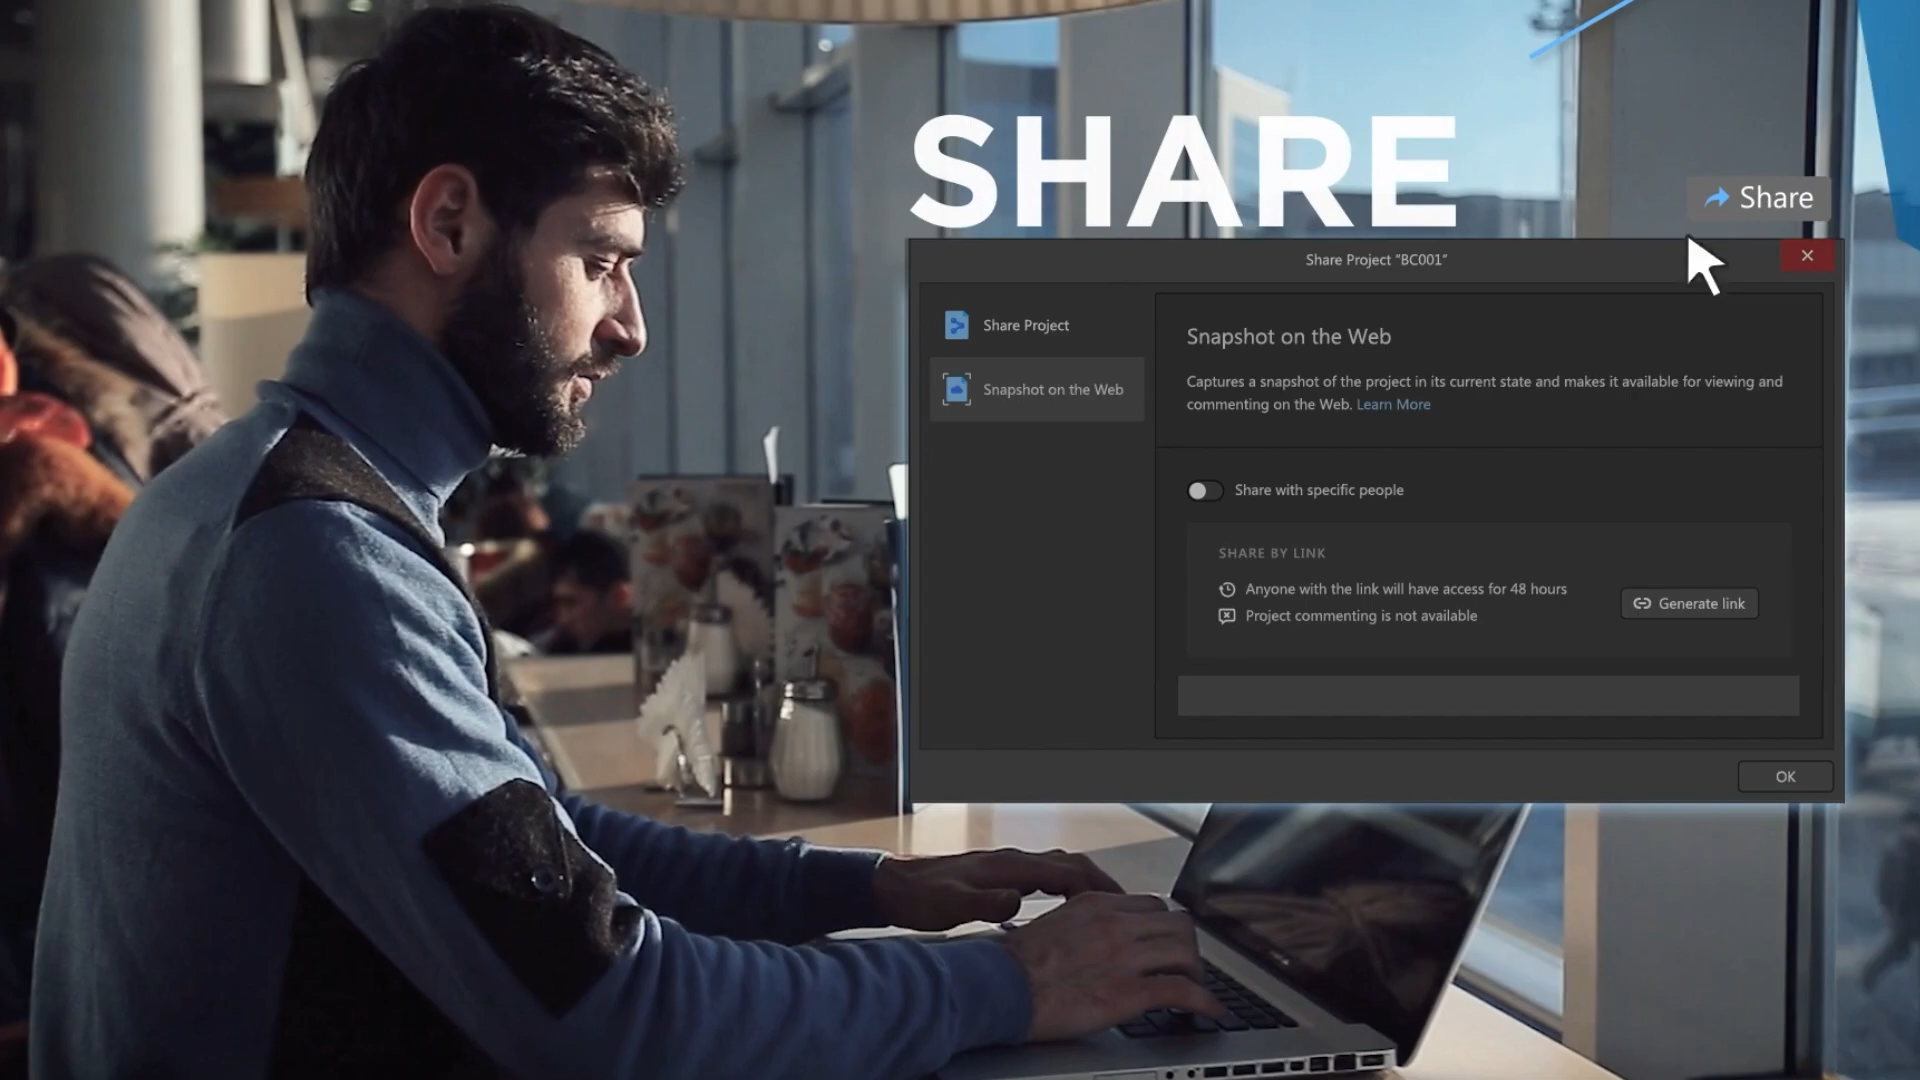 SHARE
Share
Share Project “BC001”
Share Project
Snapshot on the Web
Snapshot on the Web
Captures a snapshot of the project in its current state and makes it available for viewing and
commenting on the Web. Learn More
Share with specific people
SHARE BY LINK
Anyone with the link will have access for 48 hours
Project commenting is not available
Generate link
OK